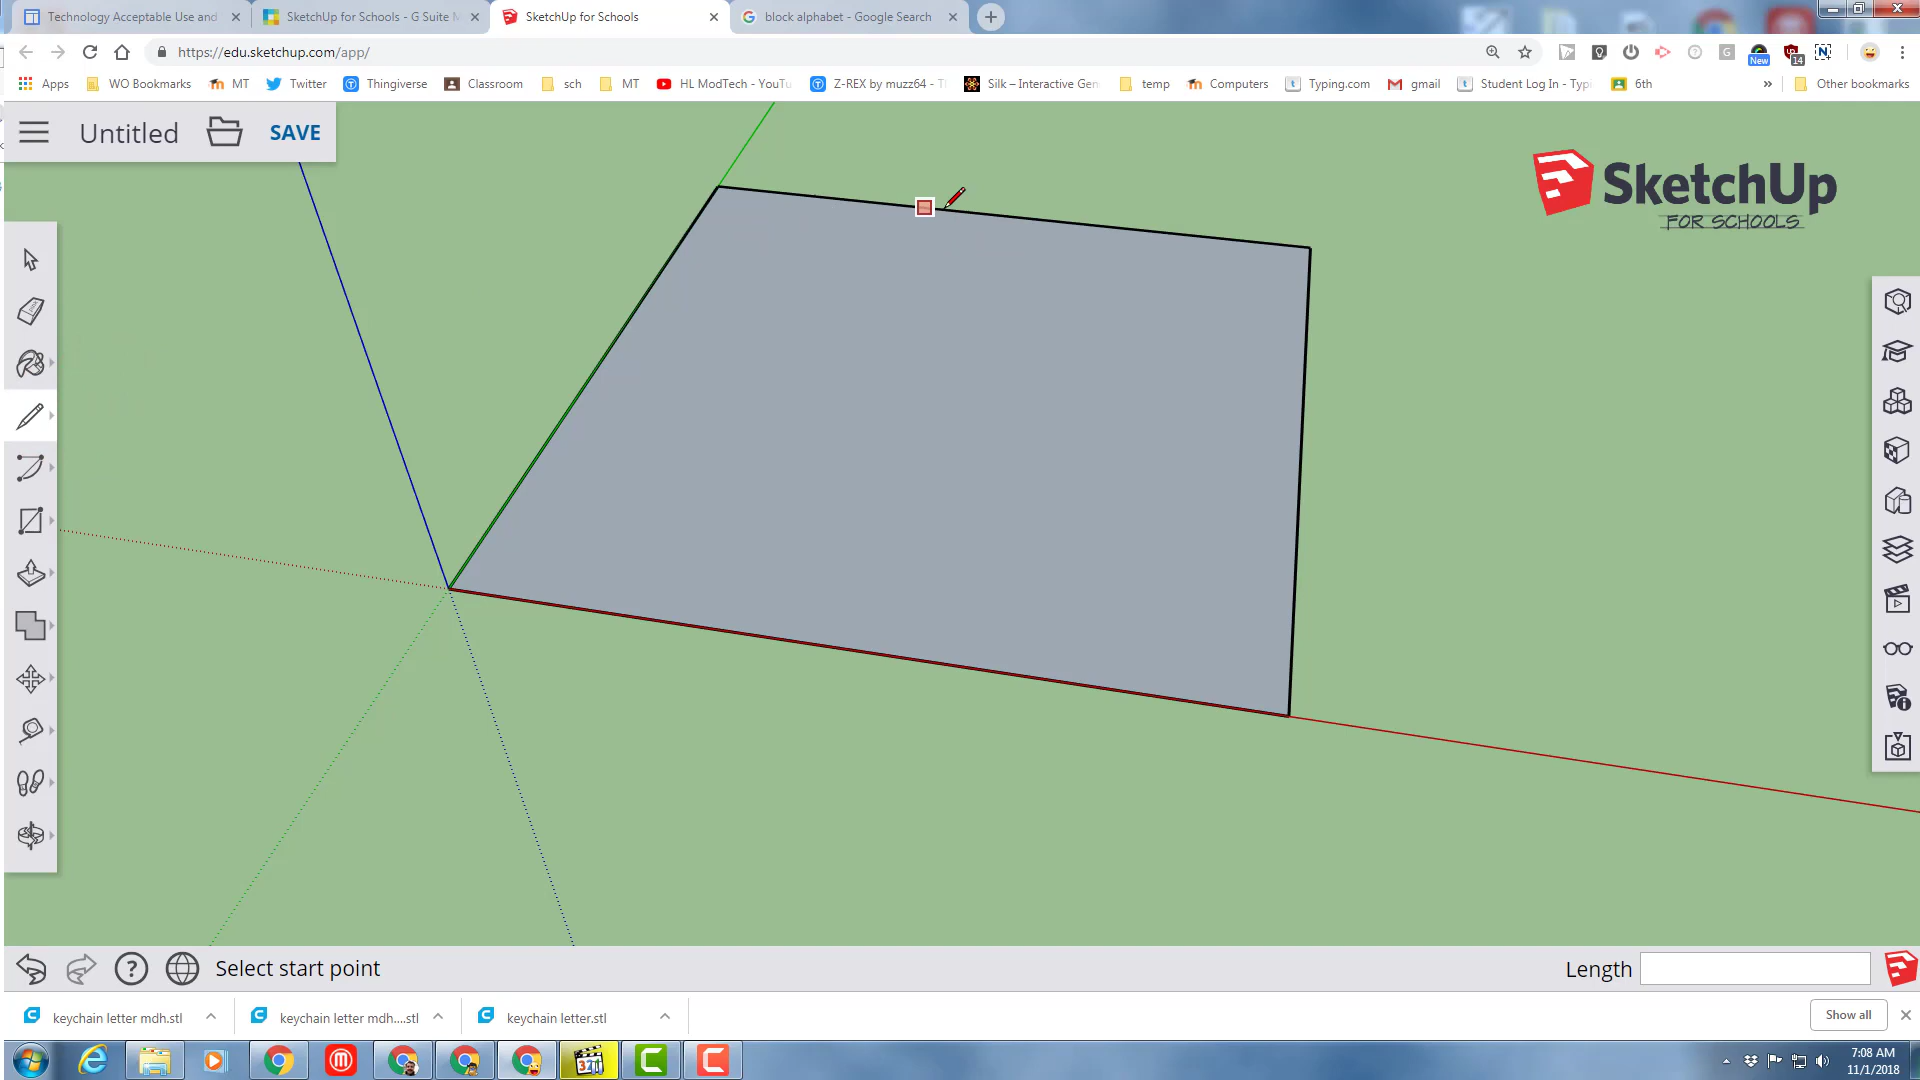 Technology Acceptable Use and
SketchUp for Schools - G Suite M
SketchUp for Schools
block alphabet - Google Search
https://edu.sketchup.com/app/
New
14
Apps
WO Bookmarks
MT
Twitter
Thingiverse
Classroom
sch
MT
HL ModTech - YouTu
Z-REX by muzz64 - Th
Silk – Interactive Gen
temp
Computers
Typing.com
gmail
Student Log In - Typi
6th
»
Other bookmarks
Untitled
SAVE
SketchUp
FOR SCHOOLS
Select start point
Length
keychain letter mdh.stl
keychain letter mdh....stl
keychain letter.stl
Show all
321
7:08 AM
11/1/2018